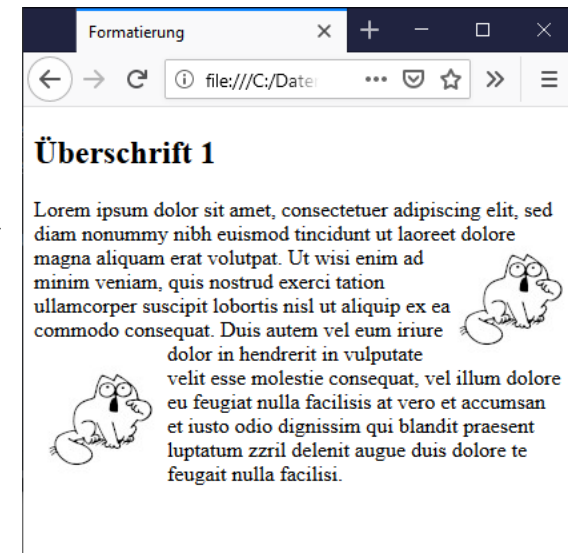 Formatierung
file:///C:/Date
Überschrift 1
Lorem ipsum dolor sit amet, consectetuer adipiscing elit, sed
diam nonummy nibh euismod tincidunt ut laoreet dolore
magna aliquam erat volutpat. Ut wisi enim ad
minim veniam, quis nostrud exerci tation
ullamcorper suscipit lobortis nisl ut aliquip ex ea
commodo consequat. Duis autem vel eum iriure
dolor in hendrerit in vulputate
velit esse molestie consequat, vel illum dolore
eu feugiat nulla facilisis at vero et accumsan
et iusto odio dignissim qui blandit praesent
luptatum zzril delenit augue duis dolore te
feugait nulla facilisi.